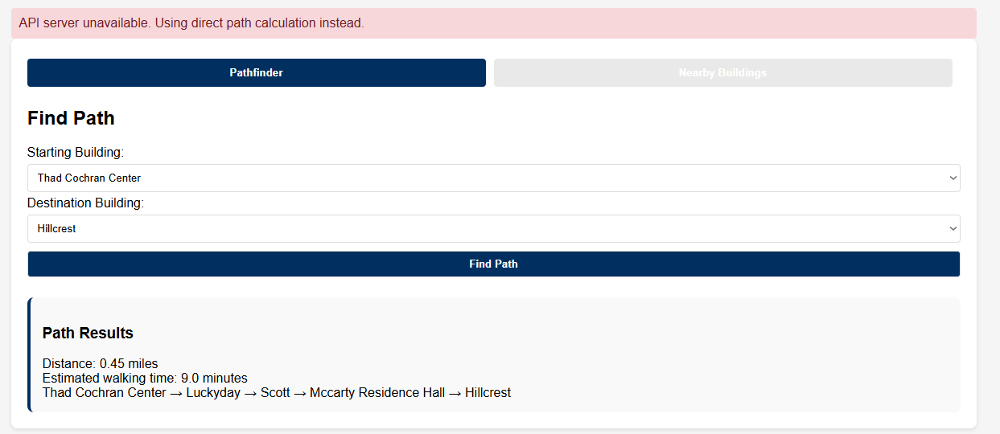 API server unavailable. Using direct path calculation instead.
Pathfinder
Nearby Buildings
Find Path
Starting Building:
Thad Cochran Center
Destination Building:
Hillcrest
Find Path
Path Results
Distance: 0.45 miles
Estimated walking time: 9.0 minutes
Thad Cochran Center → Luckyday → Scott → Mccarty Residence Hall → Hillcrest